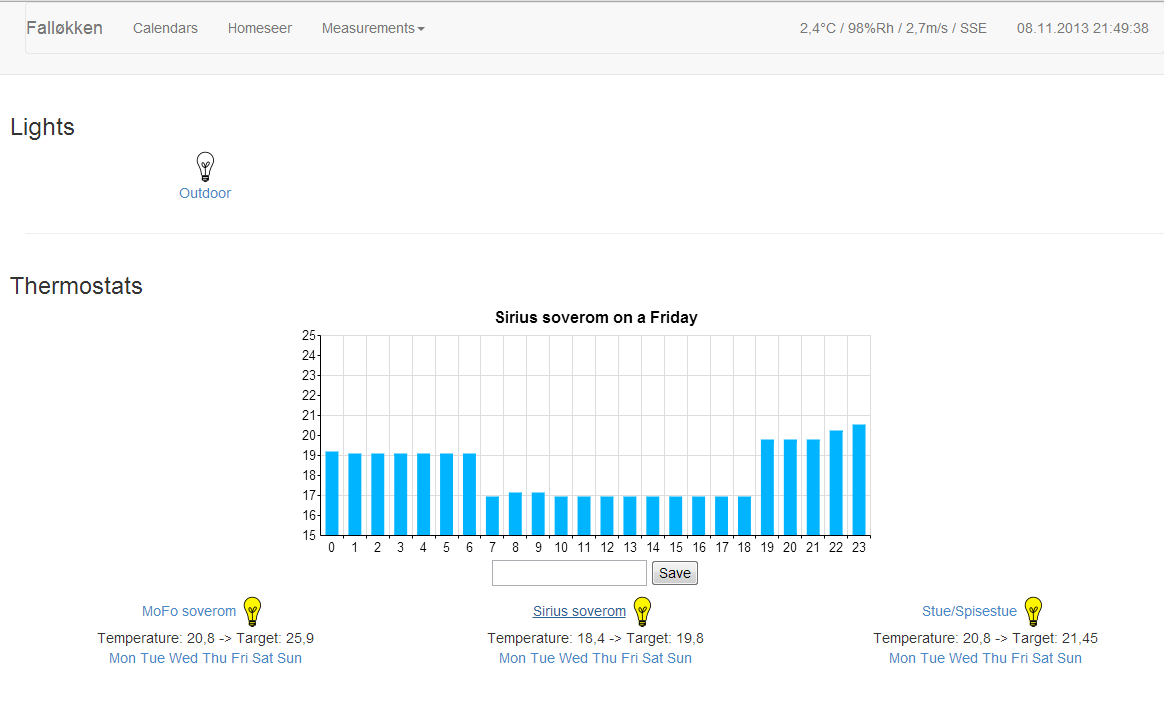 Falløkken Calendars Homeseer Measurements 2,4°C / 98%Rh / 2,7m/s / SSE 08.11.2013 21:49:38
Lights
Outdoor
Thermostats
Sirius soverom on a Friday
25
24
23
22
21
20
19
18
17
16
15
0 1 2 3 4 5 6 7 8 9 10 11 12 13 14 15 16 17 18 19 20 21 22 23
Save
MoFo soverom Sirius soverom Stue/Spisestue
Temperature: 20,8 -> Target: 25,9 Temperature: 18,4 -> Target: 19,8 Temperature: 20,8 -> Target: 21,45
Mon Tue Wed Thu Fri Sat Sun Mon Tue Wed Thu Fri Sat Sun Mon Tue Wed Thu Fri Sat Sun